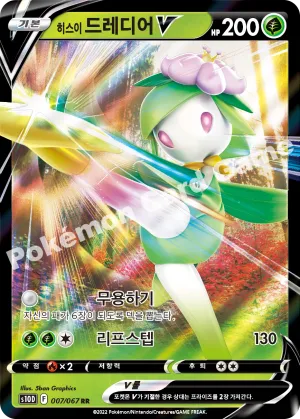 기본 히스이 드레디어 V HP 200
Pokémon Card Game
무용하기
자신의 패가 6장이 되도록 덱을 뽑는다.
리프스텝 130
약점 ×2 저항력 후퇴
Illus. 5ban Graphics
V룰
s10D F 007/067 RR
포켓몬 V가 기절한 경우 상대는 프라이즈를 2장 가져간다.
©2022 Pokémon/Nintendo/Creatures/GAME FREAK.